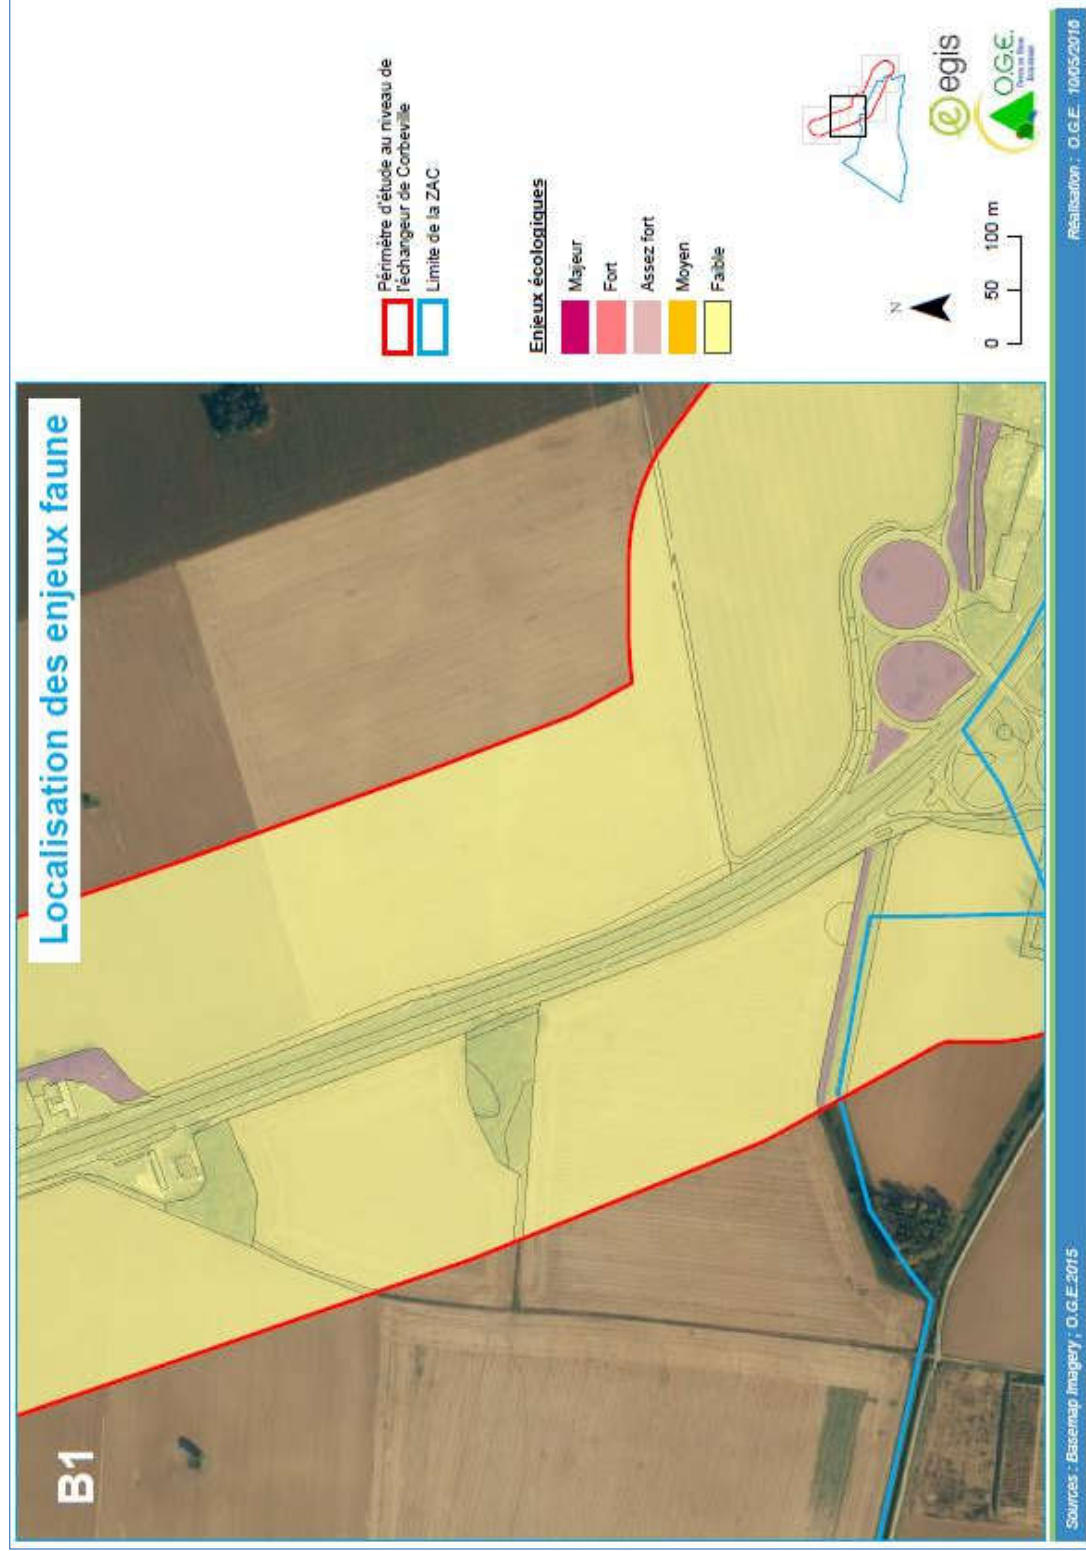 Localisation des enjeux faune
B1
Périmètre d'étude au niveau de
l'échangeur de Corbeville
Limite de la ZAC
Enjeux écologiques
Majeur
Fort
Assez fort
Moyen
Faible
N
0 50 100 m
egis
O.G.E.
Sources : Basemap Imagery ; O.G.E.2015
Réalisation : O.G.E. 10/05/2016